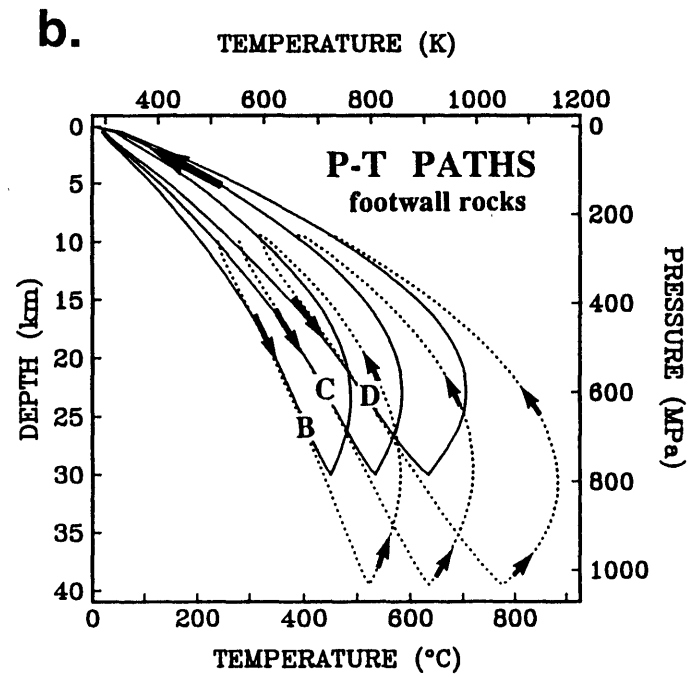 b.
TEMPERATURE (K)
400 600 800 1000 1200
P-T PATHS
footwall rocks
0
5
10
15
20
25
30
35
40
DEPTH (km)
0
200
400
600
800
1000
PRESSURE (MPa)
B
C
D
0 200 400 600 800
TEMPERATURE (°C)